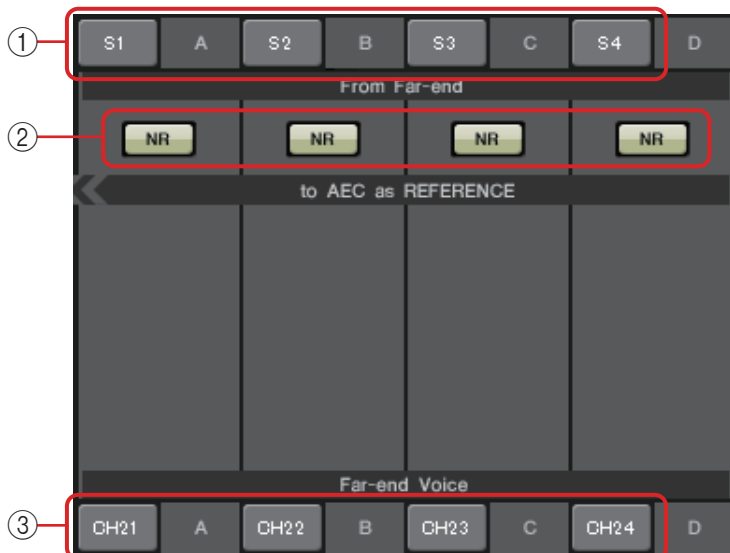 ① S1 A S2 B S3 C S4 D
From Far-end
② NR NR NR NR
to AEC as REFERENCE
Far-end Voice
③ CH21 A CH22 B CH23 C CH24 D